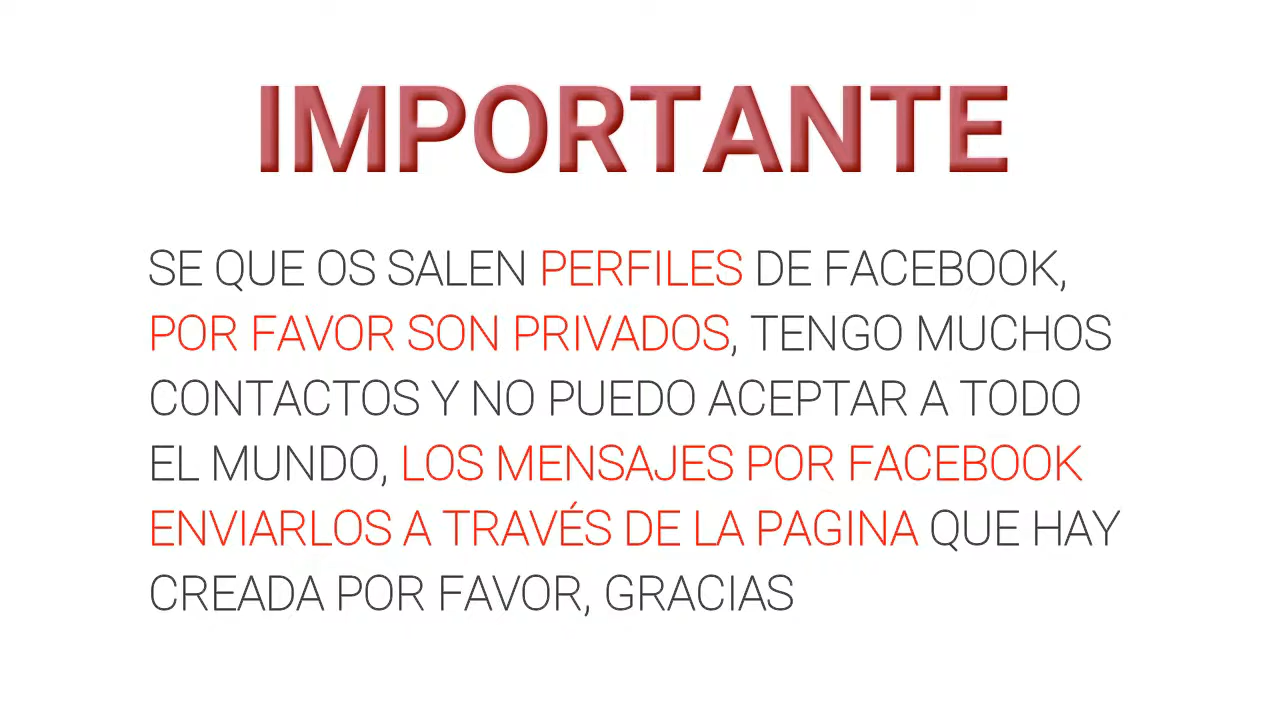 IMPORTANTE
SE QUE OS SALEN PERFILES DE FACEBOOK,
POR FAVOR SON PRIVADOS, TENGO MUCHOS
CONTACTOS Y NO PUEDO ACEPTAR A TODO
EL MUNDO, LOS MENSAJES POR FACEBOOK
ENVIARLOS A TRAVÉS DE LA PAGINA QUE HAY
CREADA POR FAVOR, GRACIAS